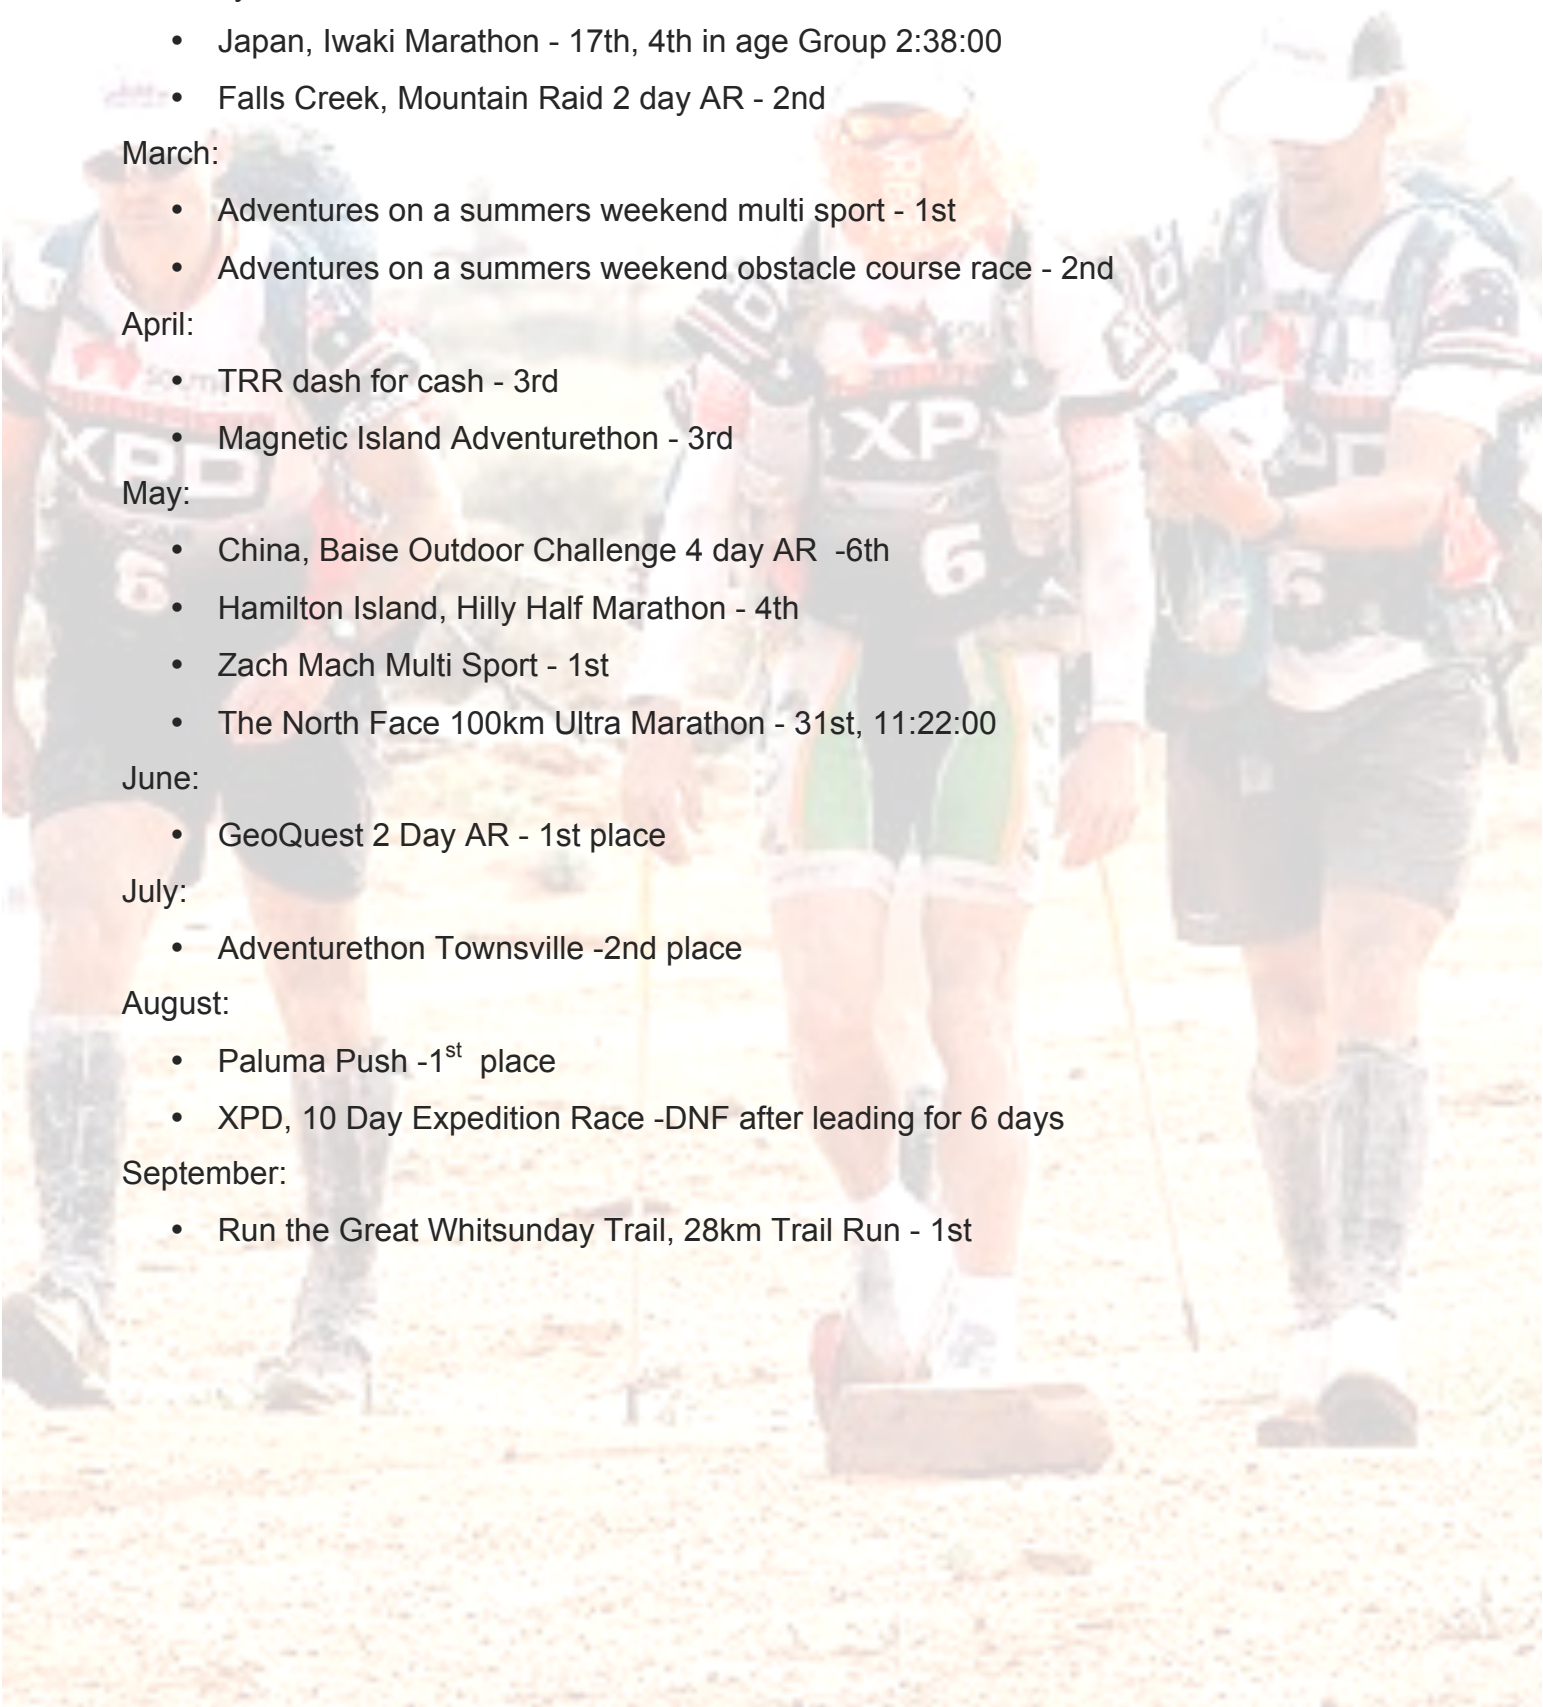 • Japan, Iwaki Marathon - 17th, 4th in age Group 2:38:00
• Falls Creek, Mountain Raid 2 day AR - 2nd
March:
• Adventures on a summers weekend multi sport - 1st
• Adventures on a summers weekend obstacle course race - 2nd
April:
• TRR dash for cash - 3rd
• Magnetic Island Adventurethon - 3rd
May:
• China, Baise Outdoor Challenge 4 day AR  -6th
• Hamilton Island, Hilly Half Marathon - 4th
• Zach Mach Multi Sport - 1st
• The North Face 100km Ultra Marathon - 31st, 11:22:00
June:
• GeoQuest 2 Day AR - 1st place
July:
• Adventurethon Townsville -2nd place
August:
• Paluma Push -1st  place
• XPD, 10 Day Expedition Race -DNF after leading for 6 days
September:
• Run the Great Whitsunday Trail, 28km Trail Run - 1st
XPD
6
XP
6
6